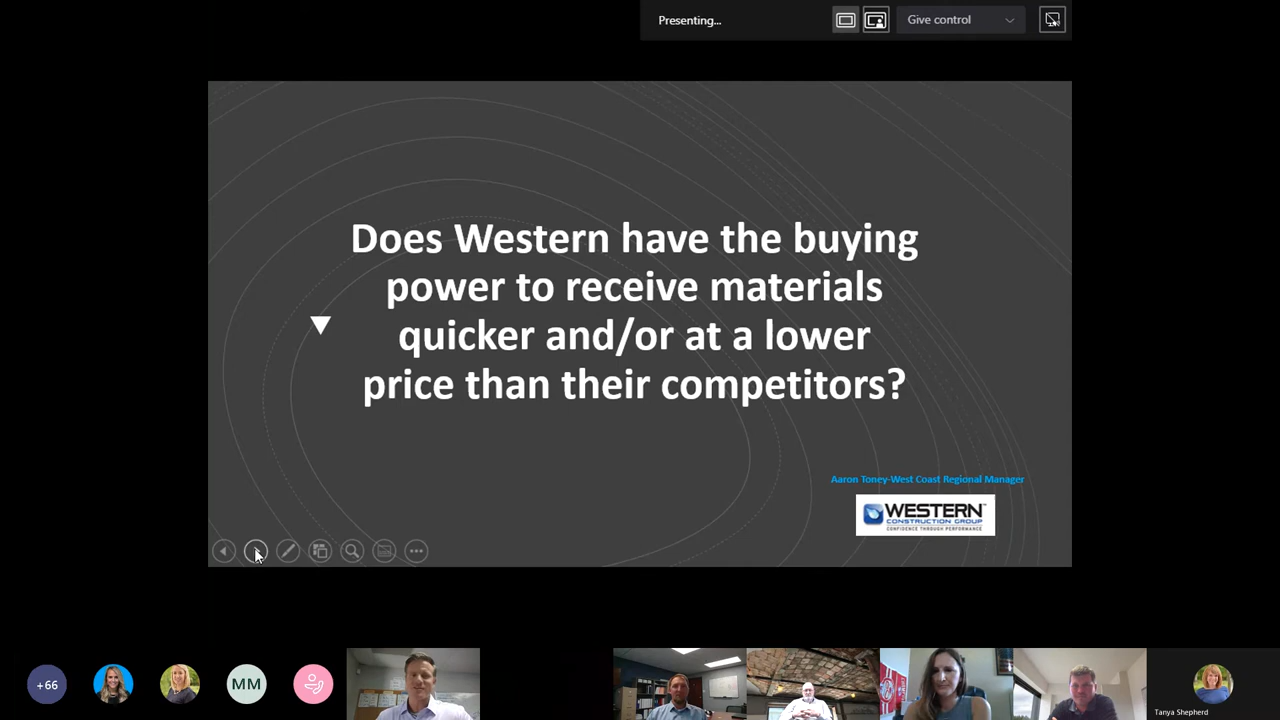 Presenting...
Give control
Does Western have the buying
power to receive materials
quicker and/or at a lower
price than their competitors?
Aaron Toney-West Coast Regional Manager
WESTERN™
CONSTRUCTION GROUP
CONFIDENCE THROUGH PERFORMANCE
+66
MM
Tanya Shepherd